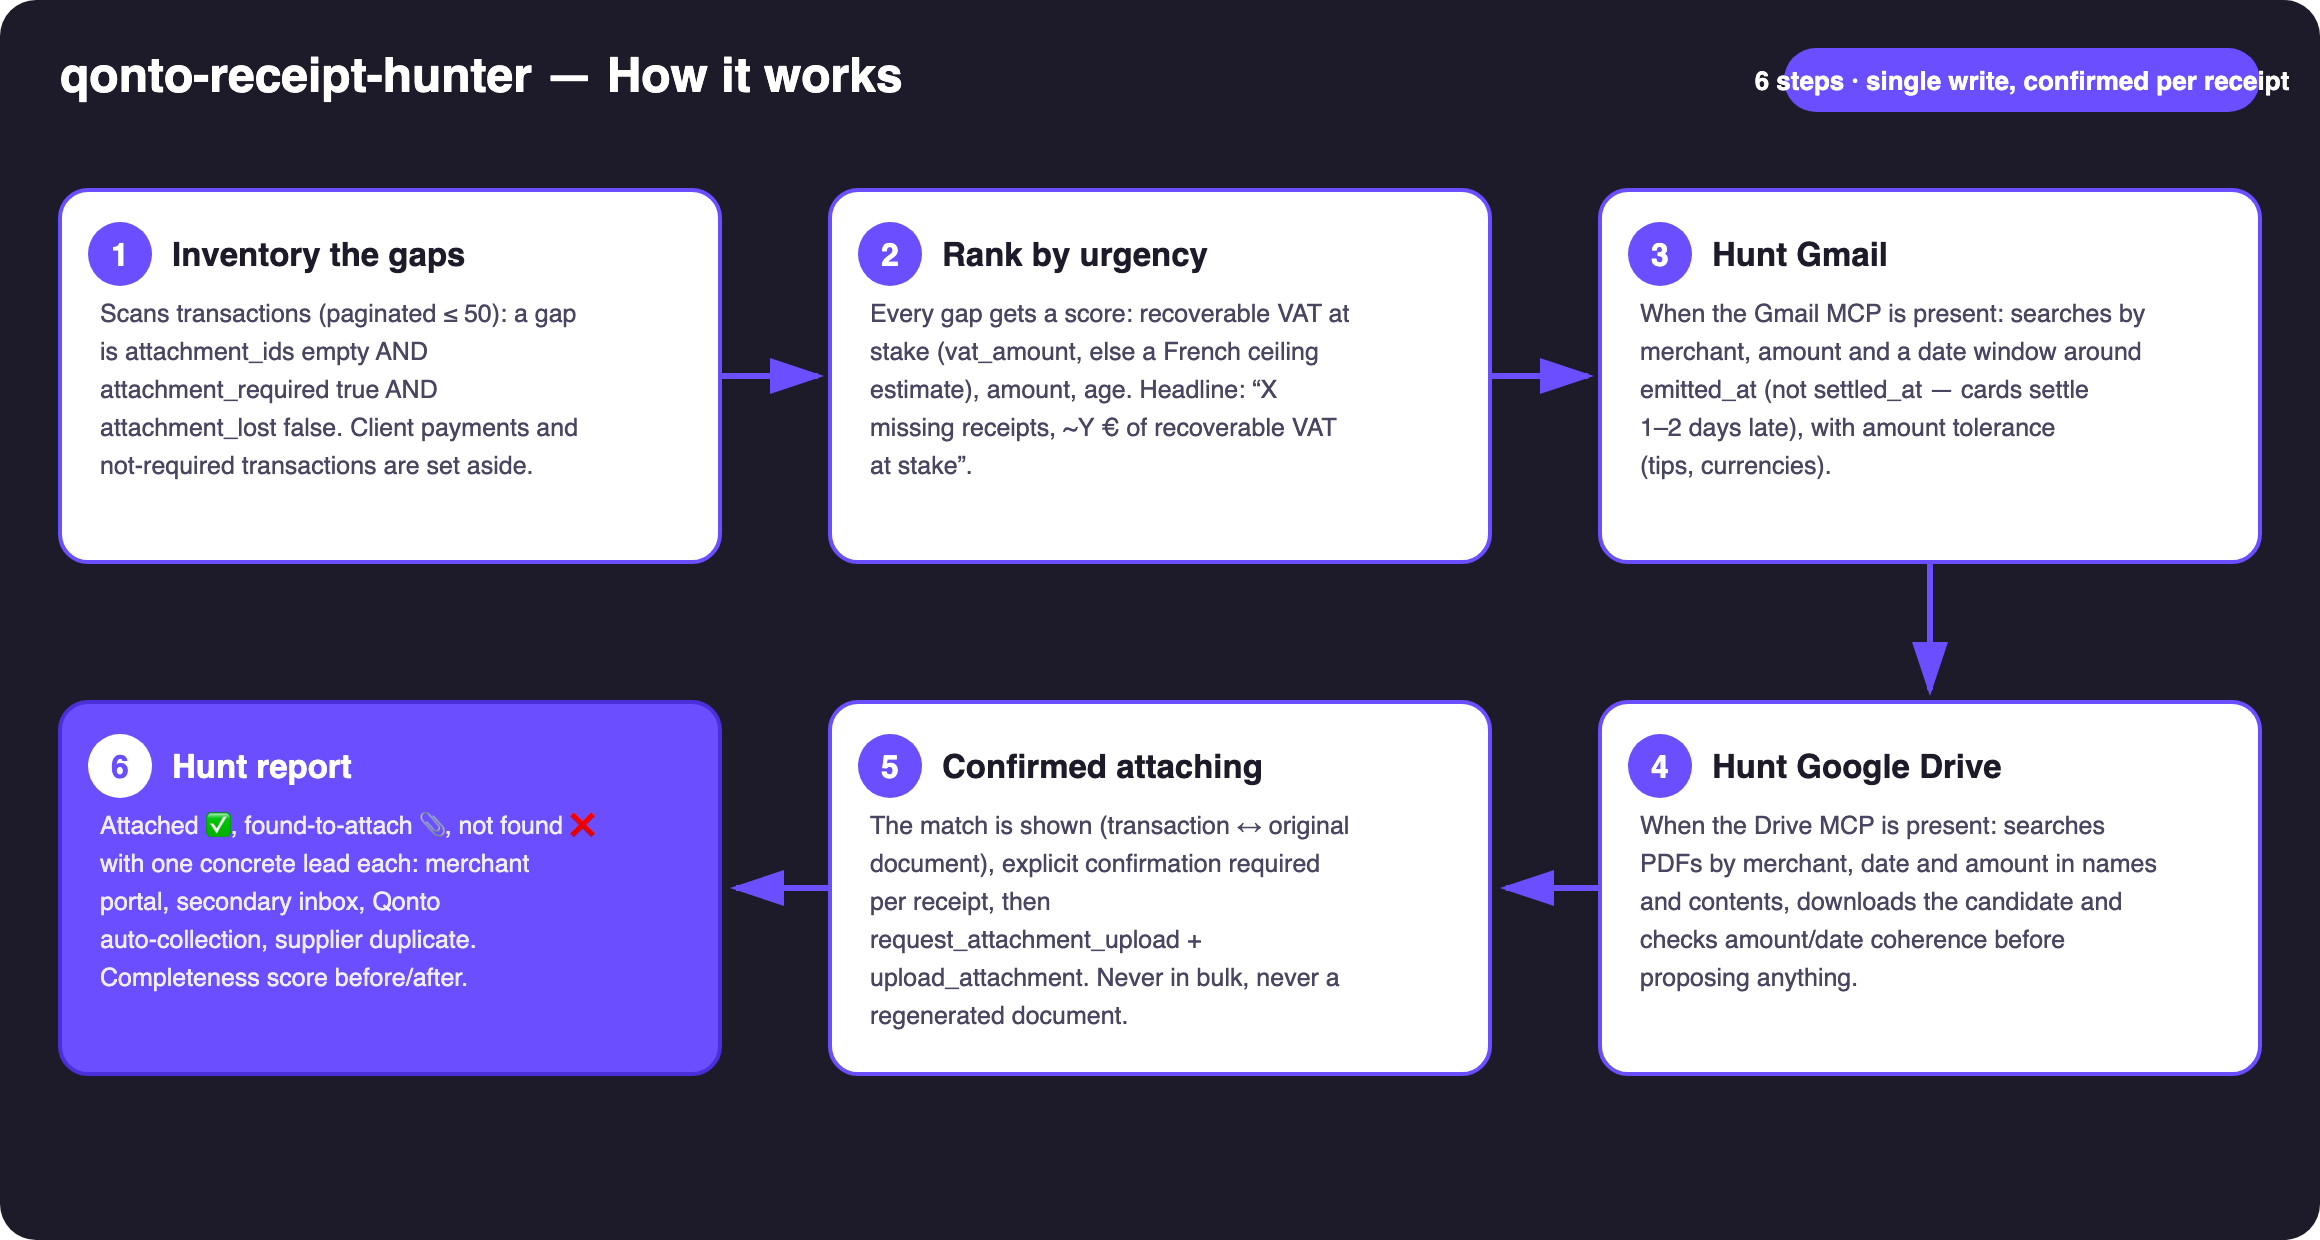 qonto-receipt-hunter — How it works
6 steps · single write, confirmed per receipt
1 Inventory the gaps
Scans transactions (paginated ≤ 50): a gap
is attachment_ids empty AND
attachment_required true AND
attachment_lost false. Client payments and
not-required transactions are set aside.
2 Rank by urgency
Every gap gets a score: recoverable VAT at
stake (vat_amount, else a French ceiling
estimate), amount, age. Headline: “X
missing receipts, ~Y € of recoverable VAT
at stake”.
3 Hunt Gmail
When the Gmail MCP is present: searches by
merchant, amount and a date window around
emitted_at (not settled_at — cards settle
1–2 days late), with amount tolerance
(tips, currencies).
4 Hunt Google Drive
When the Drive MCP is present: searches
PDFs by merchant, date and amount in names
and contents, downloads the candidate and
checks amount/date coherence before
proposing anything.
5 Confirmed attaching
The match is shown (transaction ↔ original
document), explicit confirmation required
per receipt, then
request_attachment_upload +
upload_attachment. Never in bulk, never a
regenerated document.
6 Hunt report
Attached ✅, found-to-attach 📎, not found ❌
with one concrete lead each: merchant
portal, secondary inbox, Qonto
auto-collection, supplier duplicate.
Completeness score before/after.